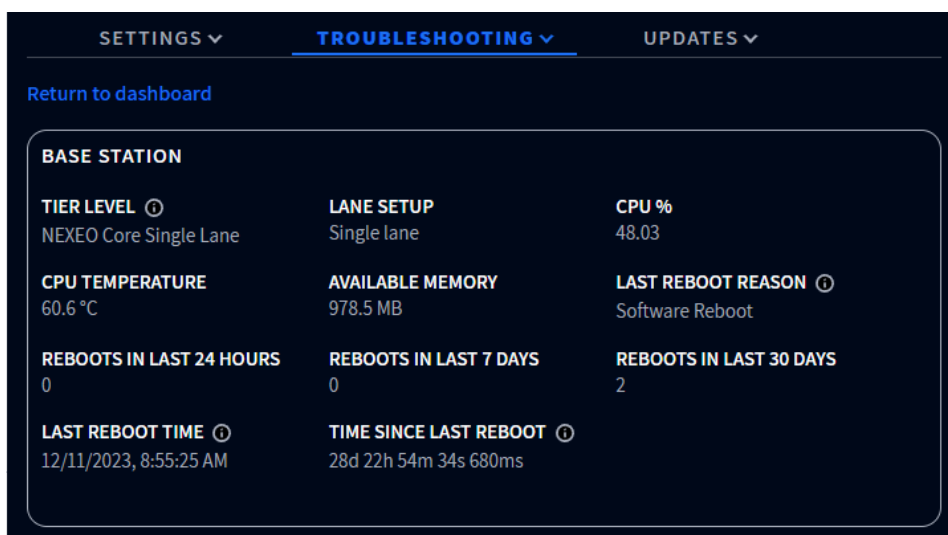 SETTINGS
TROUBLESHOOTING
UPDATES
Return to dashboard
BASE STATION
TIER LEVEL
NEXEO Core Single Lane
LANE SETUP
Single lane
CPU %
48.03
CPU TEMPERATURE
60.6 °C
AVAILABLE MEMORY
978.5 MB
LAST REBOOT REASON
Software Reboot
REBOOTS IN LAST 24 HOURS
0
REBOOTS IN LAST 7 DAYS
0
REBOOTS IN LAST 30 DAYS
2
LAST REBOOT TIME
12/11/2023, 8:55:25 AM
TIME SINCE LAST REBOOT
28d 22h 54m 34s 680ms